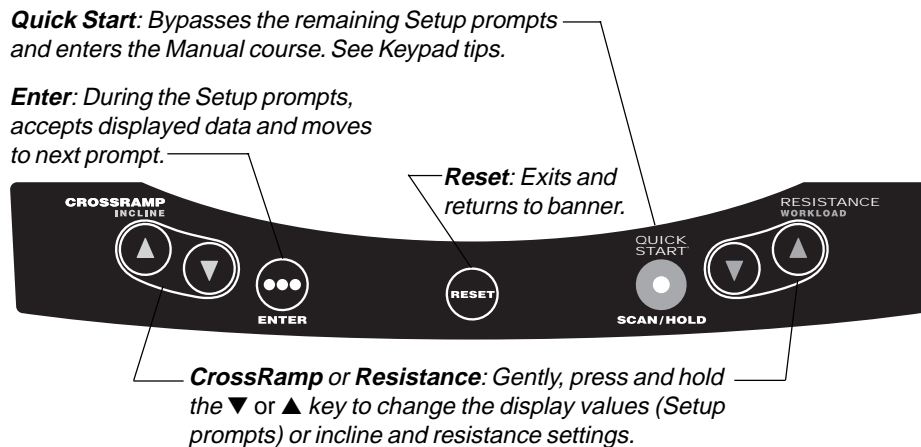 Quick Start: Bypasses the remaining Setup prompts
and enters the Manual course. See Keypad tips.
Enter: During the Setup prompts,
accepts displayed data and moves
to next prompt.
Reset: Exits and
returns to banner.
CROSSRAMP
INCLINE
RESISTANCE
WORKLOAD
QUICK
START
ENTER
RESET
SCAN/HOLD
CrossRamp or Resistance: Gently, press and hold
the ▼ or ▲ key to change the display values (Setup
prompts) or incline and resistance settings.